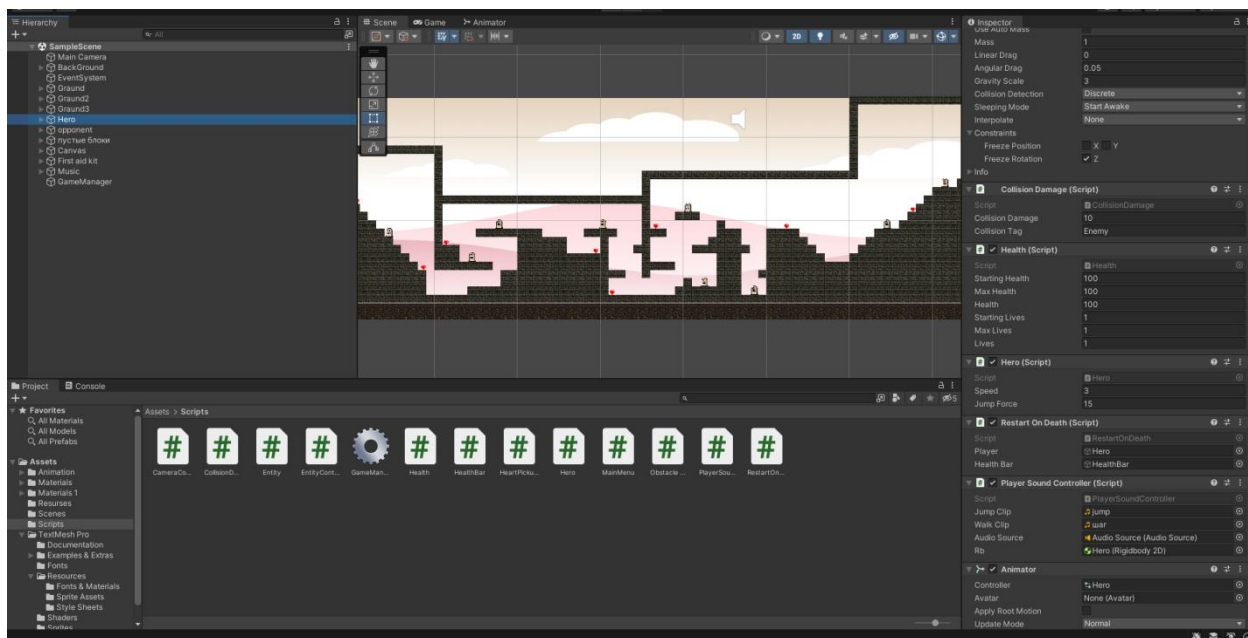 Hierarchy
All
SampleScene
Main Camera
BackGround
EventSystem
Graund
Graund2
Graund3
Hero
opponent
пустые блоки
Canvas
First aid kit
Music
GameManager
Scene
Game
Animator
2D
Inspector
Use Auto Mass
Mass 1
Linear Drag 0
Angular Drag 0.05
Gravity Scale 3
Collision Detection Discrete
Sleeping Mode Start Awake
Interpolate None
Constraints
Freeze Position X Y
Freeze Rotation Z
Info
Collision Damage (Script)
Script CollisionDamage
Collision Damage 10
Collision Tag Enemy
Health (Script)
Script Health
Starting Health 100
Max Health 100
Health 100
Starting Lives 1
Max Lives 1
Lives 1
Hero (Script)
Script Hero
Speed 3
Jump Force 15
Restart On Death (Script)
Script RestartOnDeath
Player Hero
Health Bar HealthBar
Player Sound Controller (Script)
Script PlayerSoundController
Jump Clip jump
Walk Clip шаг
Audio Source Audio Source (Audio Source)
Rb Hero (Rigidbody 2D)
Animator
Controller Hero
Avatar None (Avatar)
Apply Root Motion
Update Mode Normal
Project
Console
5
Favorites
All Materials
All Models
All Prefabs
Assets
Animation
Materials
Materials 1
Resurses
Scenes
Scripts
TextMesh Pro
Documentation
Examples & Extras
Fonts
Resources
Fonts & Materials
Sprite Assets
Style Sheets
Shaders
Sprites
Assets > Scripts
CameraCo...
CollisionD...
Entity
EntityCont...
GameMan...
Health
HealthBar
HeartPicku...
Hero
MainMenu
Obstacle ...
PlayerSou...
RestartOn...